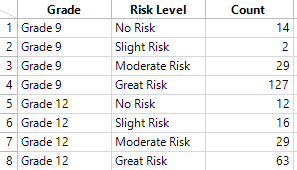 Grade Risk Level Count
1 Grade 9 No Risk 14
2 Grade 9 Slight Risk 2
3 Grade 9 Moderate Risk 29
4 Grade 9 Great Risk 127
5 Grade 12 No Risk 12
6 Grade 12 Slight Risk 16
7 Grade 12 Moderate Risk 29
8 Grade 12 Great Risk 63